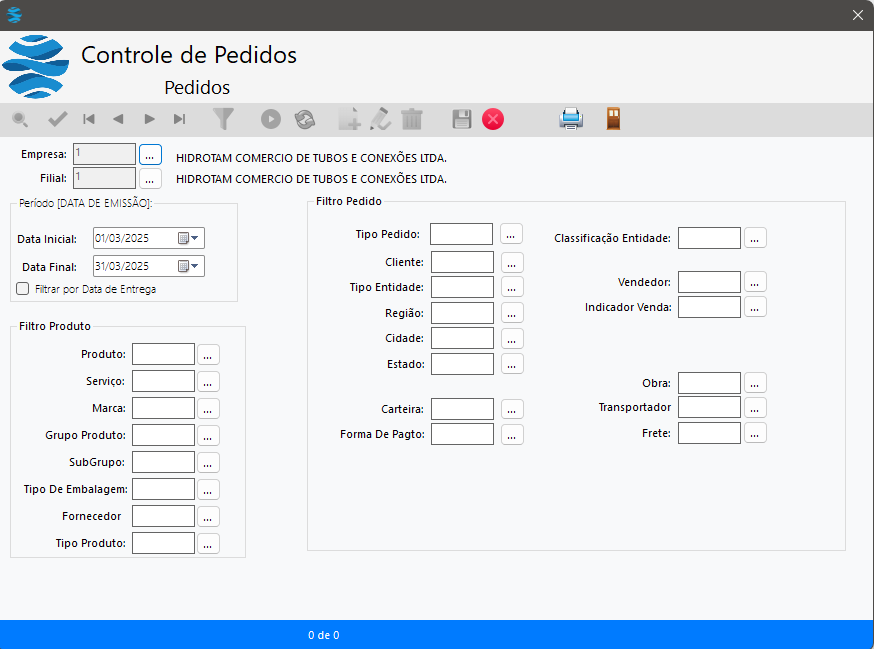 Controle de Pedidos
Pedidos
Empresa: 1 ... HIDROTAM COMERCIO DE TUBOS E CONEXÕES LTDA.
Filial: 1 ... HIDROTAM COMERCIO DE TUBOS E CONEXÕES LTDA.
Período [DATA DE EMISSÃO]:
Data Inicial: 01/03/2025
Data Final: 31/03/2025
Filtrar por Data de Entrega
Filtro Produto
Produto: ...
Serviço: ...
Marca: ...
Grupo Produto: ...
SubGrupo: ...
Tipo De Embalagem: ...
Fornecedor ...
Tipo Produto: ...
Filtro Pedido
Tipo Pedido: ...
Cliente: ...
Tipo Entidade: ...
Região: ...
Cidade: ...
Estado: ...
Carteira: ...
Forma De Pagto: ...
Classificação Entidade: ...
Vendedor: ...
Indicador Venda: ...
Obra: ...
Transportador ...
Frete: ...
0 de 0